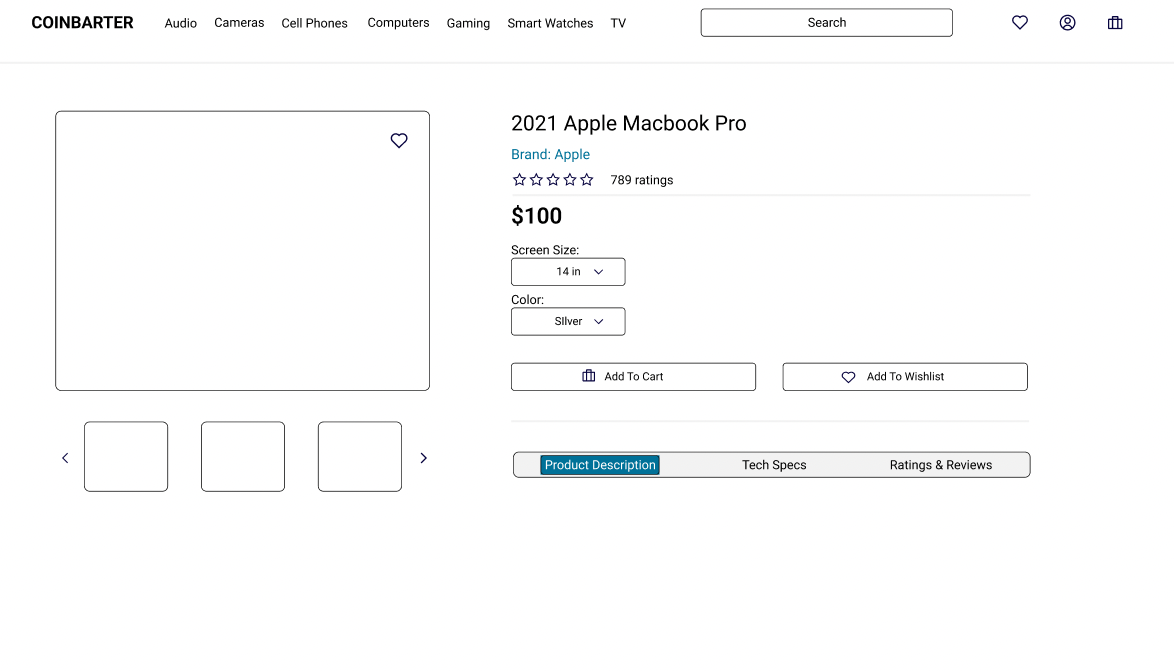 COINBARTER Audio Cameras Cell Phones Computers Gaming Smart Watches TV Search
2021 Apple Macbook Pro
Brand: Apple
789 ratings
$100
Screen Size:
14 in
Color:
SIlver
Add To Cart Add To Wishlist
Product Description Tech Specs Ratings & Reviews